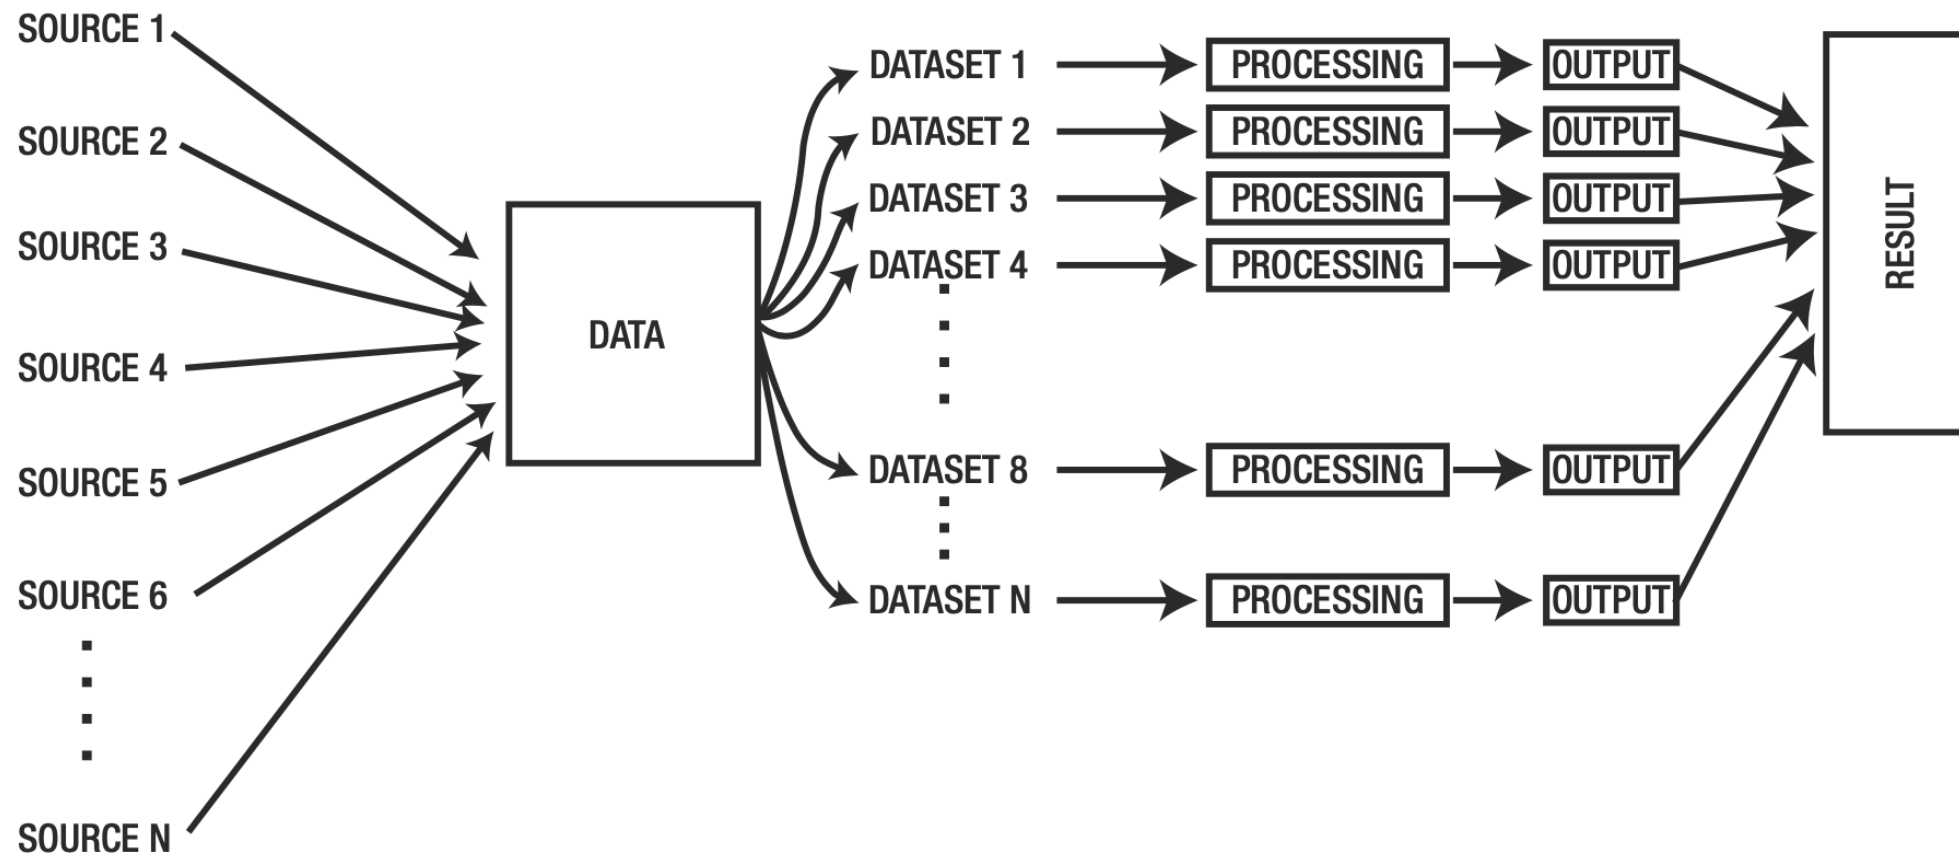 SOURCE 1
SOURCE 2
SOURCE 3
SOURCE 4
SOURCE 5
SOURCE 6
SOURCE N
DATA
DATASET 1
PROCESSING
OUTPUT
DATASET 2
PROCESSING
OUTPUT
DATASET 3
PROCESSING
OUTPUT
DATASET 4
PROCESSING
OUTPUT
DATASET 8
PROCESSING
OUTPUT
DATASET N
PROCESSING
OUTPUT
RESULT